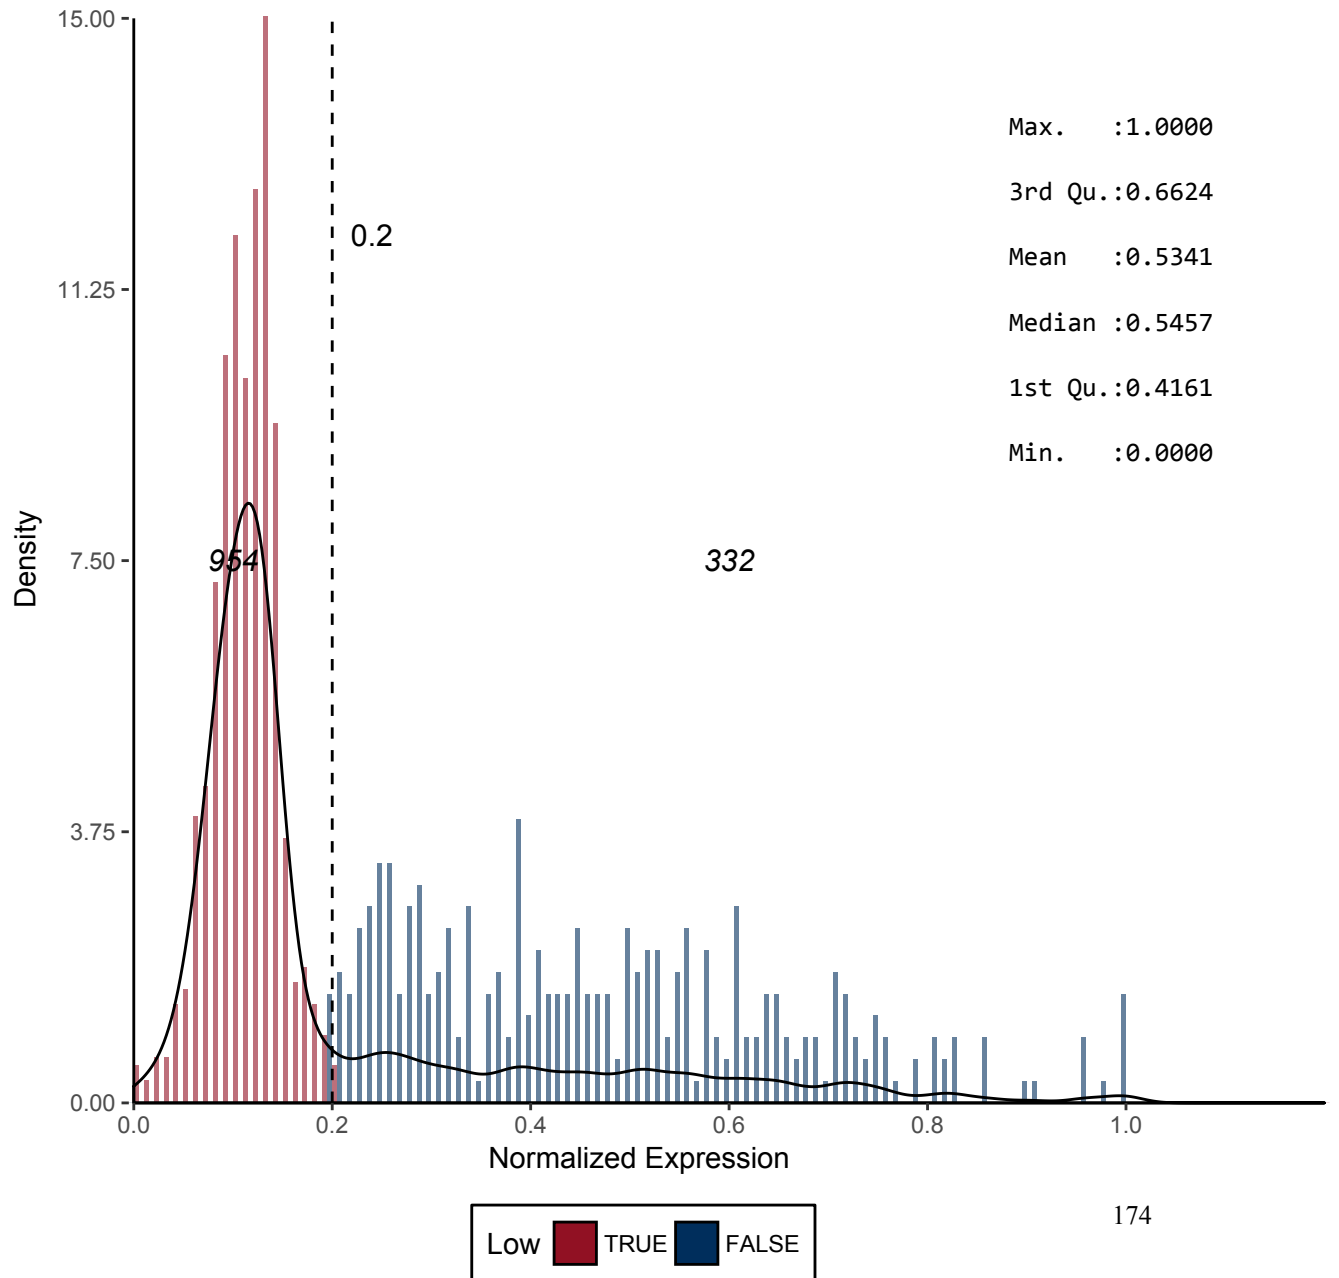 15.00
11.25
7.50
3.75
0.00
Density
0.2
954
332
Max. :1.0000
3rd Qu.:0.6624
Mean :0.5341
Median :0.5457
1st Qu.:0.4161
Min. :0.0000
0.0 0.2 0.4 0.6 0.8 1.0
Normalized Expression
174
Low TRUE FALSE